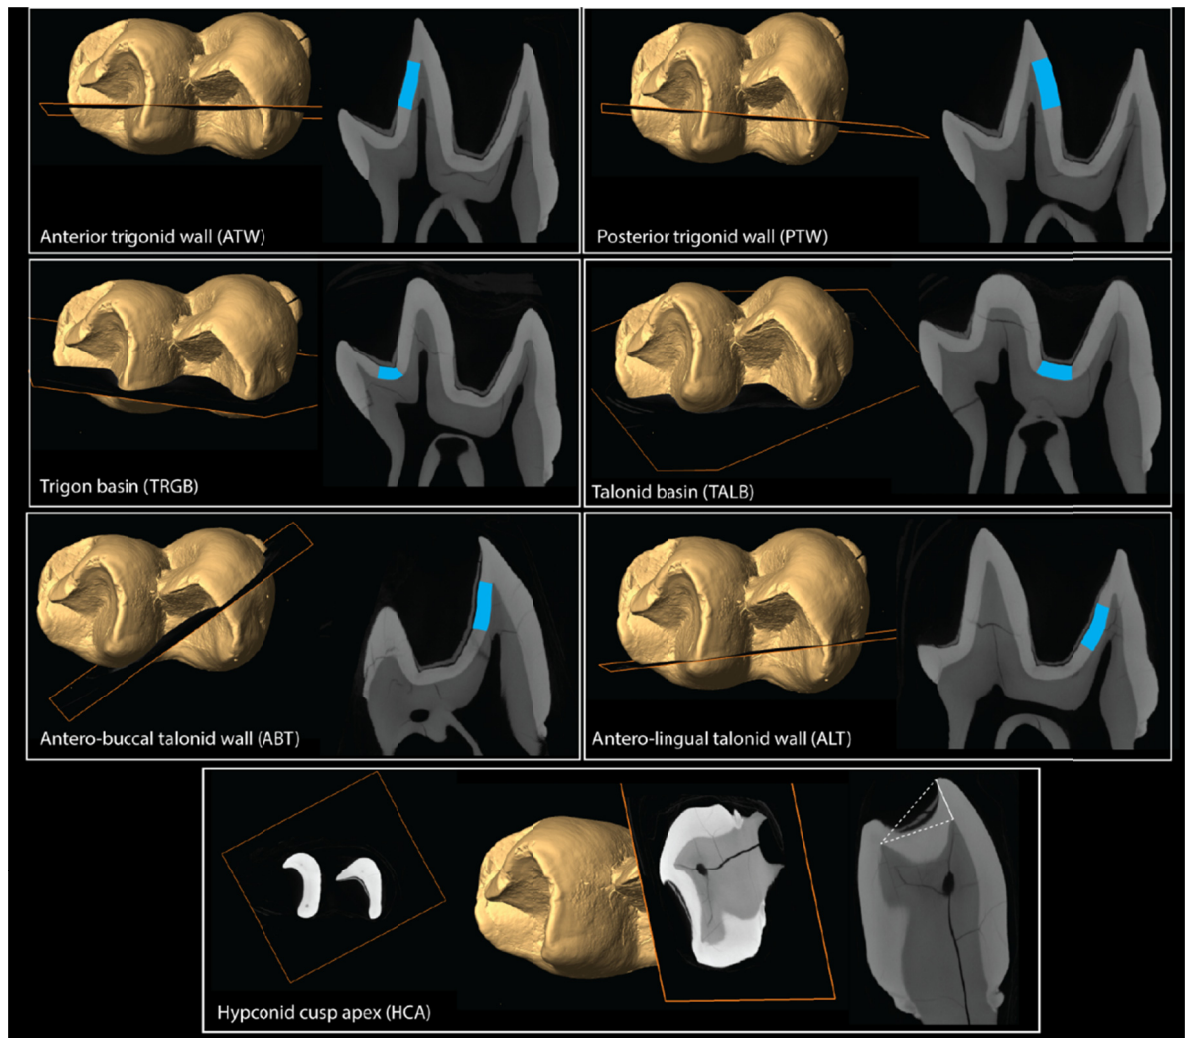 Anterior trigonid wall (ATW)
Posterior trigonid wall (PTW)
Trigon basin (TRGB)
Talonid basin (TALB)
Antero-buccal talonid wall (ABT)
Antero-lingual talonid wall (ALT)
Hypconid cusp apex (HCA)